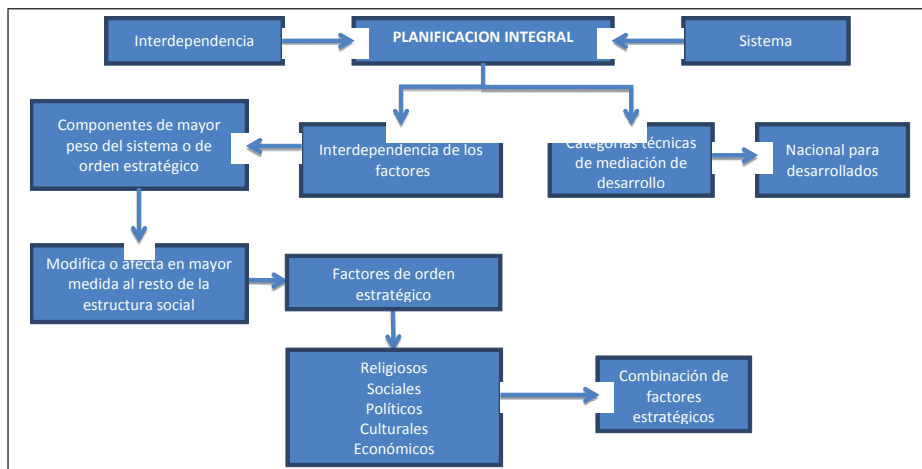 Interdependencia
PLANIFICACION INTEGRAL
Sistema
Componentes de mayor
peso del sistema o de
orden estratégico
Interdependencia de los
factores
Categorías técnicas
de mediación de
desarrollo
Nacional para
desarrollados
Modifica o afecta en mayor
medida al resto de la
estructura social
Factores de orden
estratégico
Religiosos
Sociales
Políticos
Culturales
Económicos
Combinación de
factores
estratégicos